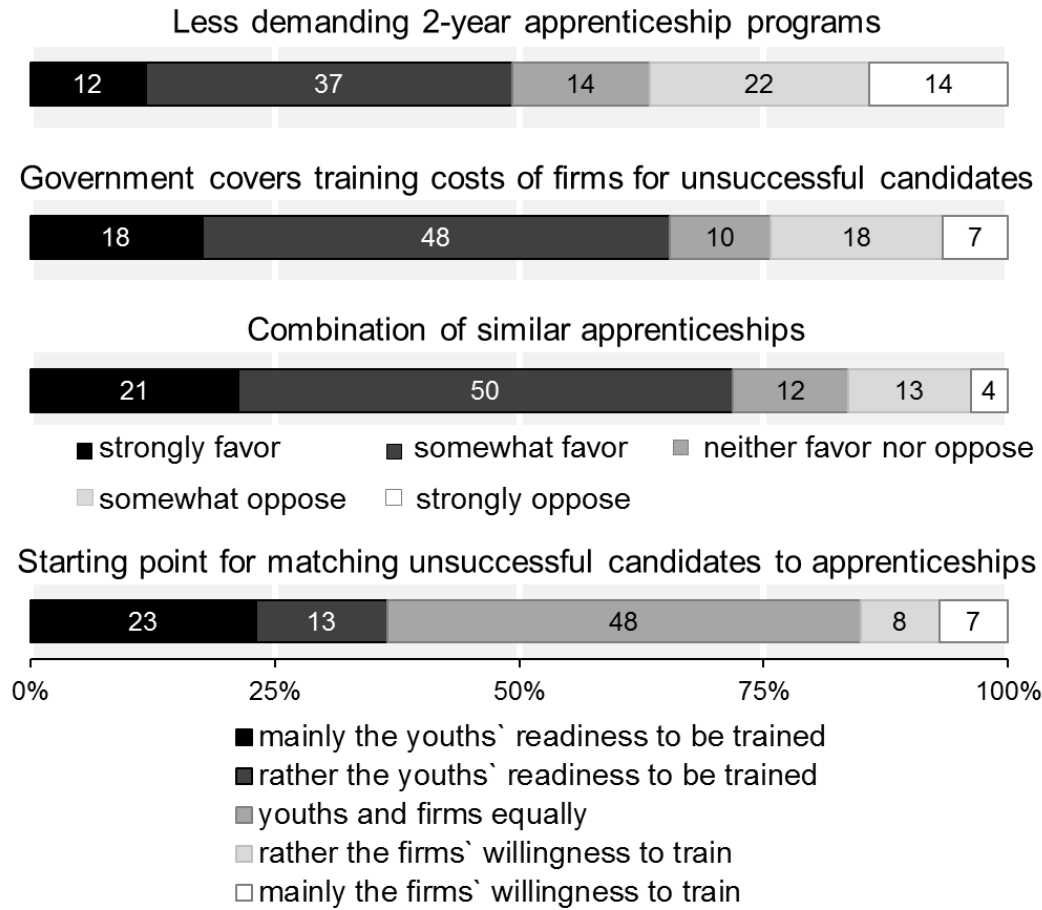 Less demanding 2-year apprenticeship programs
12 37 14 22 14
Government covers training costs of firms for unsuccessful candidates
18 48 10 18 7
Combination of similar apprenticeships
21 50 12 13 4
strongly favor somewhat favor neither favor nor oppose
somewhat oppose strongly oppose
Starting point for matching unsuccessful candidates to apprenticeships
23 13 48 8 7
0% 25% 50% 75% 100%
mainly the youths` readiness to be trained
rather the youths` readiness to be trained
youths and firms equally
rather the firms` willingness to train
mainly the firms` willingness to train